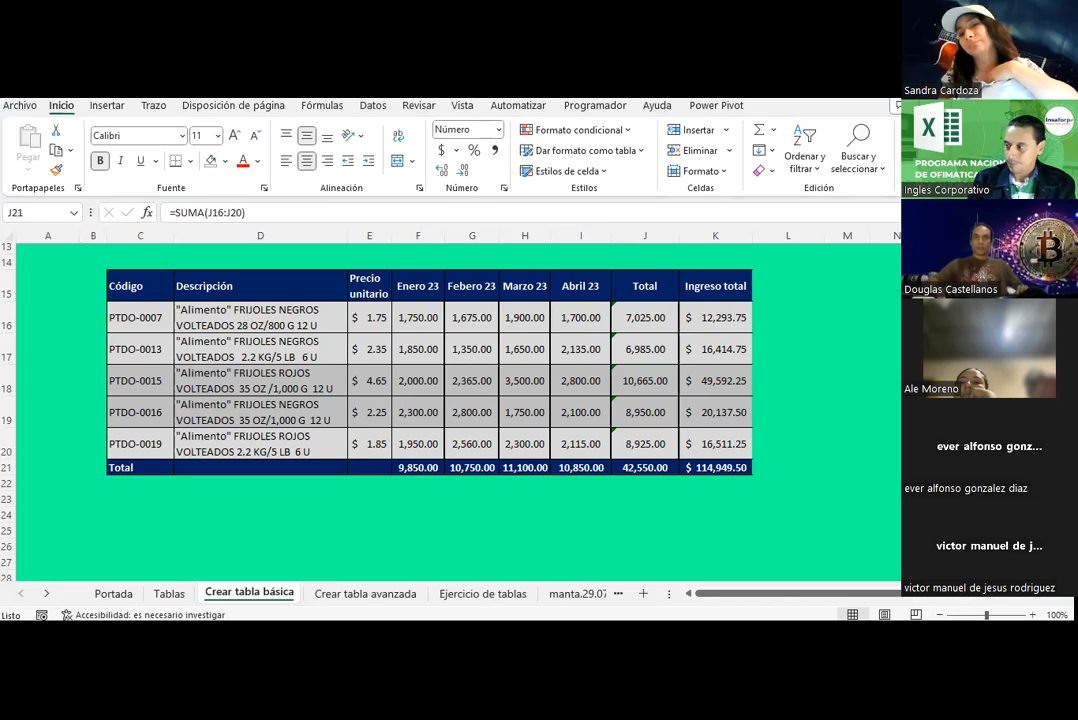 Archivo Inicio Insertar Trazo Disposición de página Fórmulas Datos Revisar Vista Automatizar Programador Ayuda Power Pivot
Pegar
Portapapeles
Calibri 11
N K S
Fuente
Alineación
Número
$ % 
Número
Formato condicional
Dar formato como tabla
Estilos de celda
Estilos
Insertar
Eliminar
Formato
Celdas
Ordenar y filtrar
Buscar y seleccionar
Edición
J21 fx =SUMA(J16:J20)
A B C D E F G H I J K L M N
13
14
15 Código Descripción Precio unitario Enero 23 Febero 23 Marzo 23 Abril 23 Total Ingreso total
16 PTDO-0007 "Alimento" FRIJOLES NEGROS VOLTEADOS 28 OZ/800 G 12 U $ 1.75 1,750.00 1,675.00 1,900.00 1,700.00 7,025.00 $ 12,293.75
17 PTDO-0013 "Alimento" FRIJOLES NEGROS VOLTEADOS 2.2 KG/5 LB 6 U $ 2.35 1,850.00 1,350.00 1,650.00 2,135.00 6,985.00 $ 16,414.75
18 PTDO-0015 "Alimento" FRIJOLES ROJOS VOLTEADOS 35 OZ /1,000 G 12 U $ 4.65 2,000.00 2,365.00 3,500.00 2,800.00 10,665.00 $ 49,592.25
19 PTDO-0016 "Alimento" FRIJOLES NEGROS VOLTEADOS 35 OZ/1,000 G 12 U $ 2.25 2,300.00 2,800.00 1,750.00 2,100.00 8,950.00 $ 20,137.50
20 PTDO-0019 "Alimento" FRIJOLES ROJOS VOLTEADOS 2.2 KG/5 LB 6 U $ 1.85 1,950.00 2,560.00 2,300.00 2,115.00 8,925.00 $ 16,511.25
21 Total 9,850.00 10,750.00 11,100.00 10,850.00 42,550.00 $ 114,949.50
22
23
24
25
26
27
28
Portada Tablas Crear tabla básica Crear tabla avanzada Ejercicio de tablas manta.29.07 ...
Listo Accesibilidad: es necesario investigar 100%
Sandra Cardoza
Insaforp
PROGRAMA NACION
DE OFIMATICA
Ingles Corporativo
Douglas Castellanos
Ale Moreno
ever alfonso gonz...
ever alfonso gonzalez diaz
victor manuel de j...
victor manuel de jesus rodriguez